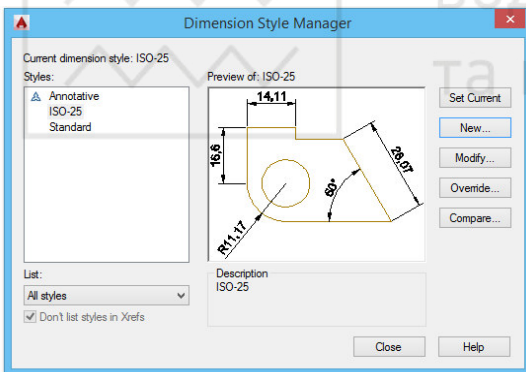 Dimension Style Manager
Current dimension style: ISO-25
Styles:
Annotative
ISO-25
Standard
Preview of: ISO-25
14,11
16,6
28,07
60°
R11,17
Set Current
New...
Modify...
Override...
Compare...
List:
All styles
Don't list styles in Xrefs
Description
ISO-25
Close
Help
та